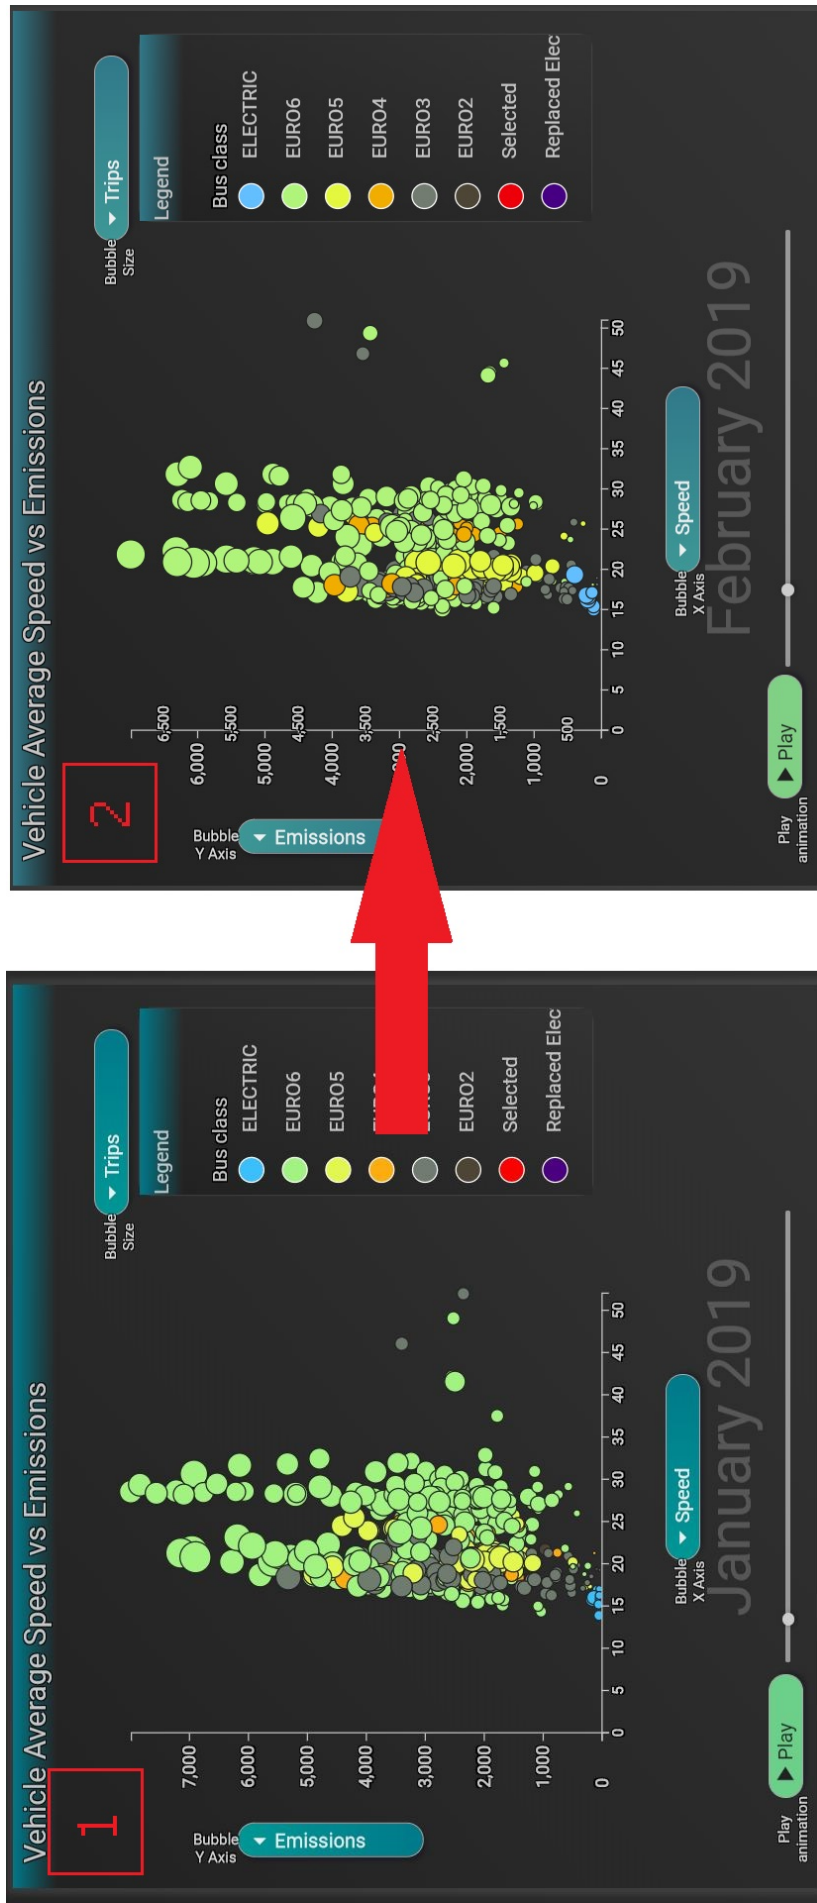 1
Vehicle Average Speed vs Emissions
Bubble
Y Axis
Emissions
Bubble
Size
Trips
7,000
6,000
5,000
4,000
3,000
2,000
1,000
0
0
5
10
15
20
25
30
35
40
45
50
Legend
Bus class
ELECTRIC
EURO6
EURO5
EURO2
Selected
Replaced Elec
Bubble
X Axis
Speed
January 2019
Play
animation
Play
2
Vehicle Average Speed vs Emissions
Bubble
Y Axis
Emissions
Bubble
Size
Trips
6,500
6,000
5,500
5,000
4,500
4,000
3,500
2,500
2,000
1,500
1,000
500
0
0
5
10
15
20
25
30
35
40
45
50
Legend
Bus class
ELECTRIC
EURO6
EURO5
EURO4
EURO3
EURO2
Selected
Replaced Elec
Bubble
X Axis
Speed
February 2019
Play
animation
Play